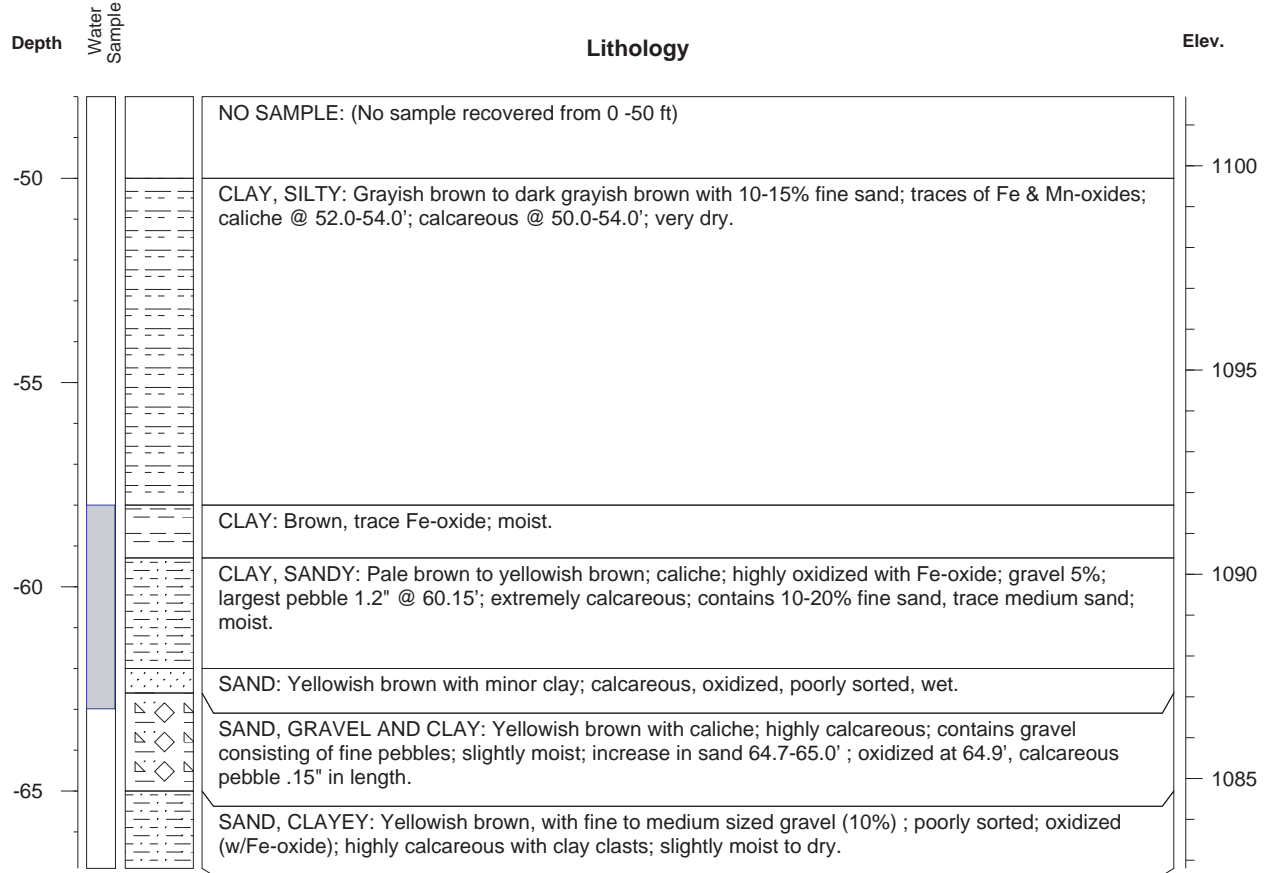 Depth
Water
Sample
Lithology
Elev.
NO SAMPLE: (No sample recovered from 0 -50 ft)
-50
1100
CLAY, SILTY: Grayish brown to dark grayish brown with 10-15% fine sand; traces of Fe & Mn-oxides;
caliche @ 52.0-54.0'; calcareous @ 50.0-54.0'; very dry.
-55
1095
CLAY: Brown, trace Fe-oxide; moist.
CLAY, SANDY: Pale brown to yellowish brown; caliche; highly oxidized with Fe-oxide; gravel 5%;
largest pebble 1.2" @ 60.15'; extremely calcareous; contains 10-20% fine sand, trace medium sand;
moist.
-60
1090
SAND: Yellowish brown with minor clay; calcareous, oxidized, poorly sorted, wet.
SAND, GRAVEL AND CLAY: Yellowish brown with caliche; highly calcareous; contains gravel
consisting of fine pebbles; slightly moist; increase in sand 64.7-65.0' ; oxidized at 64.9', calcareous
pebble .15" in length.
-65
1085
SAND, CLAYEY: Yellowish brown, with fine to medium sized gravel (10%) ; poorly sorted; oxidized
(w/Fe-oxide); highly calcareous with clay clasts; slightly moist to dry.